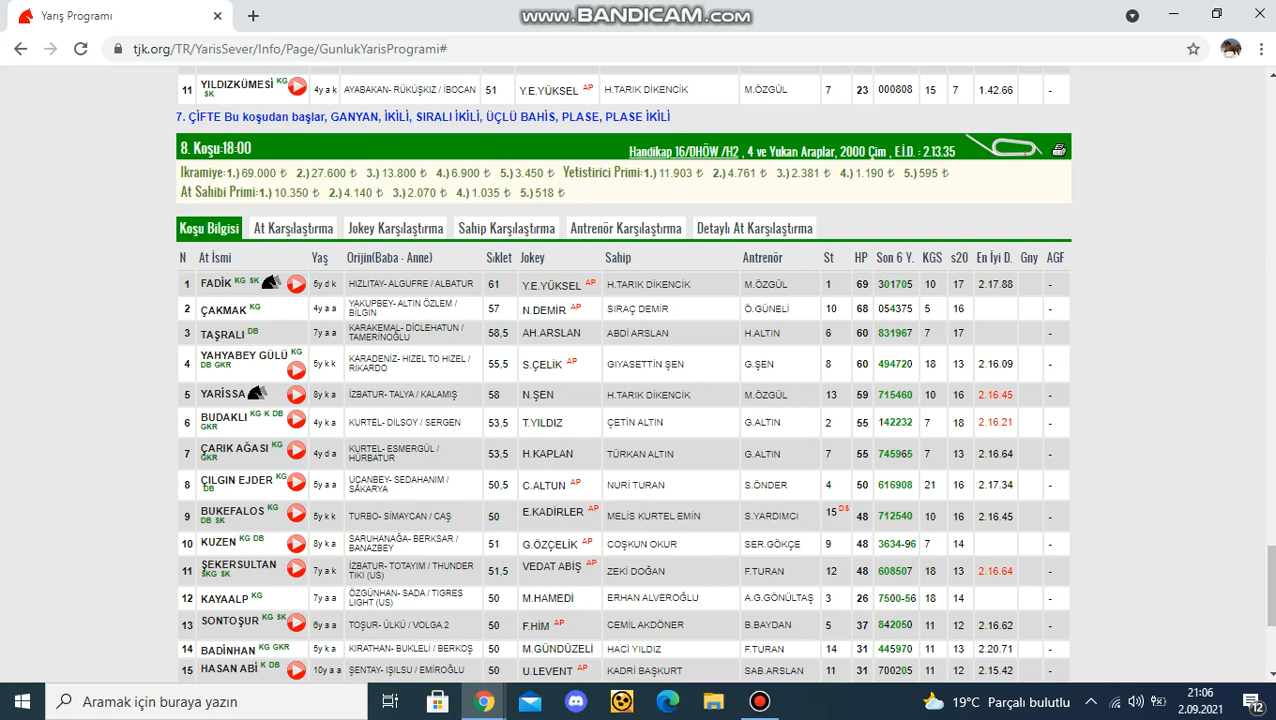 Yarış Programı
www.BANDICAM.com
tjk.org/TR/YarisSever/Info/Page/GunlukYarisProgrami#
11 YILDIZKÜMESİ KG SK 4y a k AYABAKAN- RÜKÜŞKIZ / İBOCAN 51 Y.E.YÜKSEL AP H.TARIK DİKENCİK M.ÖZGÜL 7 23 000808 15 7 1.42.66 -
7. ÇİFTE Bu koşudan başlar, GANYAN, İKİLİ, SIRALI İKİLİ, ÜÇLÜ BAHİS, PLASE, PLASE İKİLİ
8. Koşu:18:00 Handikap 16/DHÖW /H2 , 4 ve Yukarı Araplar, 2000 Çim , E.İ.D. : 2.13.35
İkramiye:1.) 69.000 ₺ 2.) 27.600 ₺ 3.) 13.800 ₺ 4.) 6.900 ₺ 5.) 3.450 ₺ Yetistirici Primi:1.) 11.903 ₺ 2.) 4.761 ₺ 3.) 2.381 ₺ 4.) 1.190 ₺ 5.) 595 ₺
At Sahibi Primi:1.) 10.350 ₺ 2.) 4.140 ₺ 3.) 2.070 ₺ 4.) 1.035 ₺ 5.) 518 ₺
Koşu Bilgisi At Karşılaştırma Jokey Karşılaştırma Sahip Karşılaştırma Antrenör Karşılaştırma Detaylı At Karşılaştırma
N At İsmi Yaş Orijin(Baba - Anne) Sıklet Jokey Sahip Antrenör St HP Son 6 Y. KGS s20 En İyi D. Gny AGF
1 FADİK KG SK 5y d k HIZLITAY- ALGUFRE / ALBATUR 61 Y.E.YÜKSEL AP H.TARIK DİKENCİK M.ÖZGÜL 1 69 301705 10 17 2.17.88 -
2 ÇAKMAK KG 4y a a YAKUPBEY- ALTIN ÖZLEM / BİLGİN 57 N.DEMİR AP SIRAÇ DEMİR Ö.GÜNELİ 10 68 054375 5 16 -
3 TAŞRALI DB 7y a a KARAKEMAL- DİCLEHATUN / TAMERİNOĞLU 58,5 AH.ARSLAN ABDİ ARSLAN H.ALTIN 6 60 831967 7 17 -
4 YAHYABEY GÜLÜ KG DB GKR 5y k k KARADENİZ- HIZEL TO HIZEL / RİKARDO 55,5 S.ÇELİK AP GIYASETTİN ŞEN G.ŞEN 8 60 494720 18 13 2.16.09 -
5 YARİSSA 8y k a İZBATUR- TALYA / KALAMIŞ 58 N.ŞEN H.TARIK DİKENCİK M.ÖZGÜL 13 59 715460 10 16 2.16.45 -
6 BUDAKLI KG K DB GKR 4y k a KURTEL- DİLSOY / SERGEN 53,5 T.YILDIZ ÇETİN ALTIN G.ALTIN 2 55 142232 7 18 2.16.21 -
7 ÇARIK AĞASI KG GKR 4y d a KURTEL- ESMERGÜL / HÜRBATUR 53,5 H.KAPLAN TÜRKAN ALTIN G.ALTIN 7 55 745965 7 13 2.16.64 -
8 ÇILGIN EJDER KG DB 5y a a UÇANBEY- SEDAHANIM / SAKARYA 50,5 C.ALTUN AP NURİ TURAN S.ÖNDER 4 50 616908 21 16 2.17.34 -
9 BUKEFALOS KG DB SK 5y k k TURBO- SİMAYCAN / CAŞ 50 E.KADİRLER AP MELİS KURTEL EMİN S.YARDIMCI 15 DS 48 712540 10 16 2.16.45 -
10 KUZEN KG DB 8y k a SARUHANAĞA- BERKSAR / BANAZBEY 51 G.ÖZÇELİK AP COŞKUN OKUR SER.GÖKÇE 9 48 3634-96 7 14 -
11 ŞEKERSULTAN SKG SK 7y a k İZBATUR- TOTAYIM / THUNDER TIKI (US) 51,5 VEDAT ABİŞ AP ZEKİ DOĞAN F.TURAN 12 48 608507 18 13 2.16.64 -
12 KAYAALP KG 7y a a ÖZGÜNHAN- SADA / TIGRES LIGHT (US) 50 M.HAMEDİ ERHAN ALVEROĞLU A.G.GÖNÜLTAŞ 3 26 7500-56 18 14 -
13 SONTOŞUR KG SK 6y a a TOŞUR- ÜLKÜ / VOLGA.2 50 F.HİM AP CEMİL AKDÖNER B.BAYDAN 5 37 842050 11 12 2.16.62 -
14 BADİNHAN KG GKR 5y k a KIRATHAN- BUKLELİ / BERKOŞ 50 M.GÜNDÜZELİ HACI YILDIZ F.TURAN 14 31 445970 11 13 2.20.71 -
15 HASAN ABİ K DB 10y a a ŞENTAY- IŞILSU / EMİROĞLU 50 U.LEVENT AP KADRİ BAŞKURT SAB.ARSLAN 11 31 700205 11 12 2.15.42 -
Aramak için buraya yazın 19°C Parçalı bulutlu 21:06
2.09.2021 12